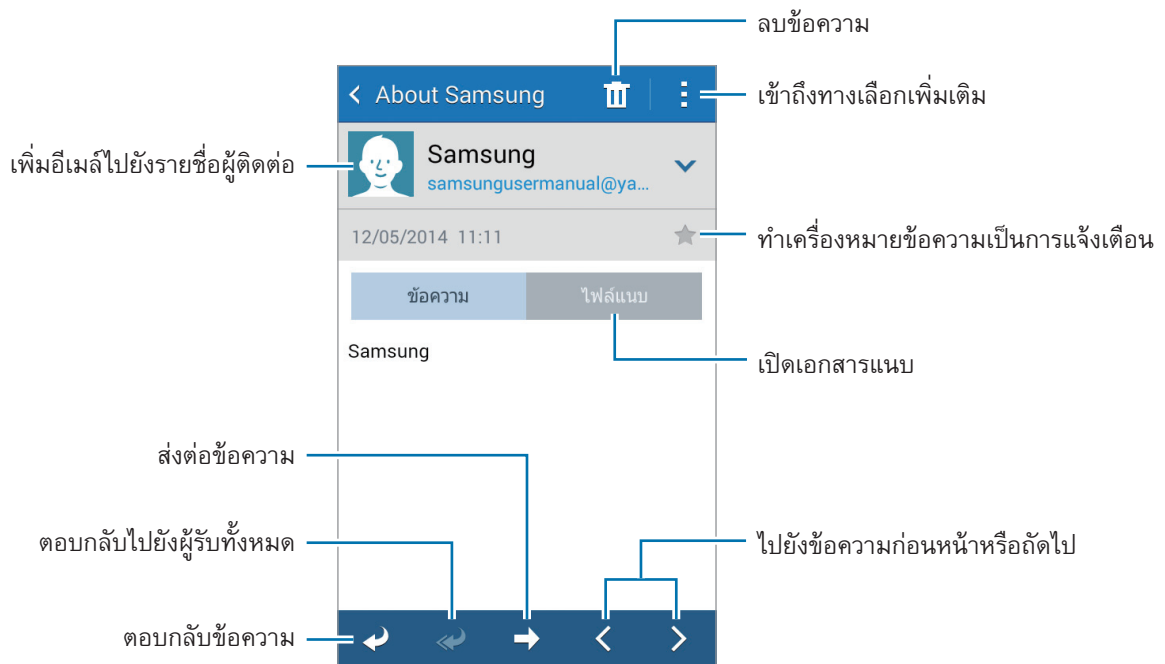 ลบข้อความ
About Samsung
เข้าถึงทางเลือกเพิ่มเติม
เพิ่มอีเมล์ไปยังรายชื่อผู้ติดต่อ
Samsung
samsungusermanual@ya...
12/05/2014 11:11
ทำเครื่องหมายข้อความเป็นการแจ้งเตือน
ข้อความ
ไฟล์แนบ
Samsung
เปิดเอกสารแนบ
ส่งต่อข้อความ
ตอบกลับไปยังผู้รับทั้งหมด
ไปยังข้อความก่อนหน้าหรือถัดไป
ตอบกลับข้อความ